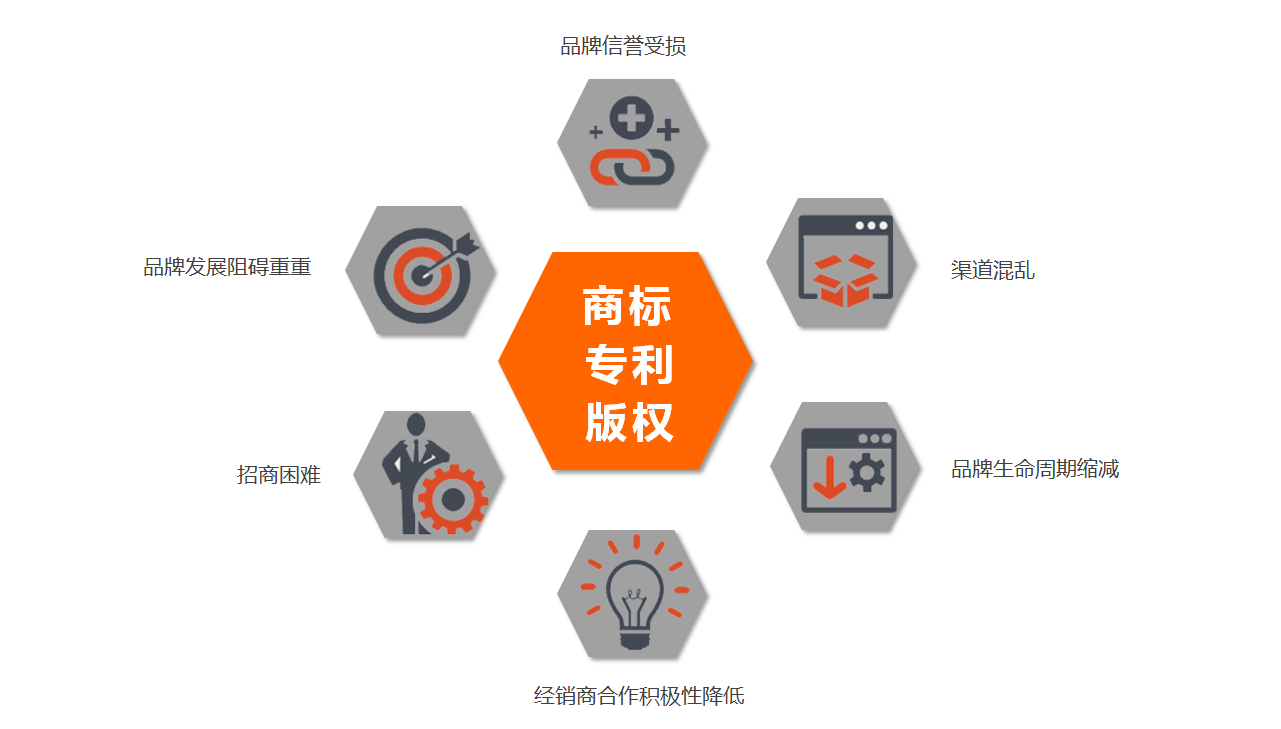 品牌信誉受损
品牌发展阻碍重重
渠道混乱
商标
专利
版权
招商困难
品牌生命周期缩减
经销商合作积极性降低